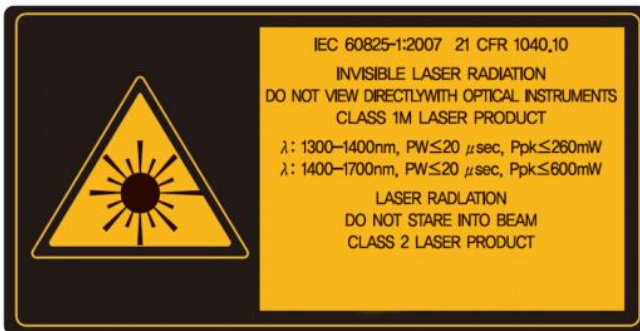 IEC 60825-1:2007 21 CFR 1040.10
INVISIBLE LASER RADIATION
DO NOT VIEW DIRECTLYWITH OPTICAL INSTRUMENTS
CLASS 1M LASER PRODUCT
λ: 1300-1400nm, PW≤20 μsec, Ppk≤260mW
λ: 1400-1700nm, PW≤20 μsec, Ppk≤600mW
LASER RADLATION
DO NOT STARE INTO BEAM
CLASS 2 LASER PRODUCT